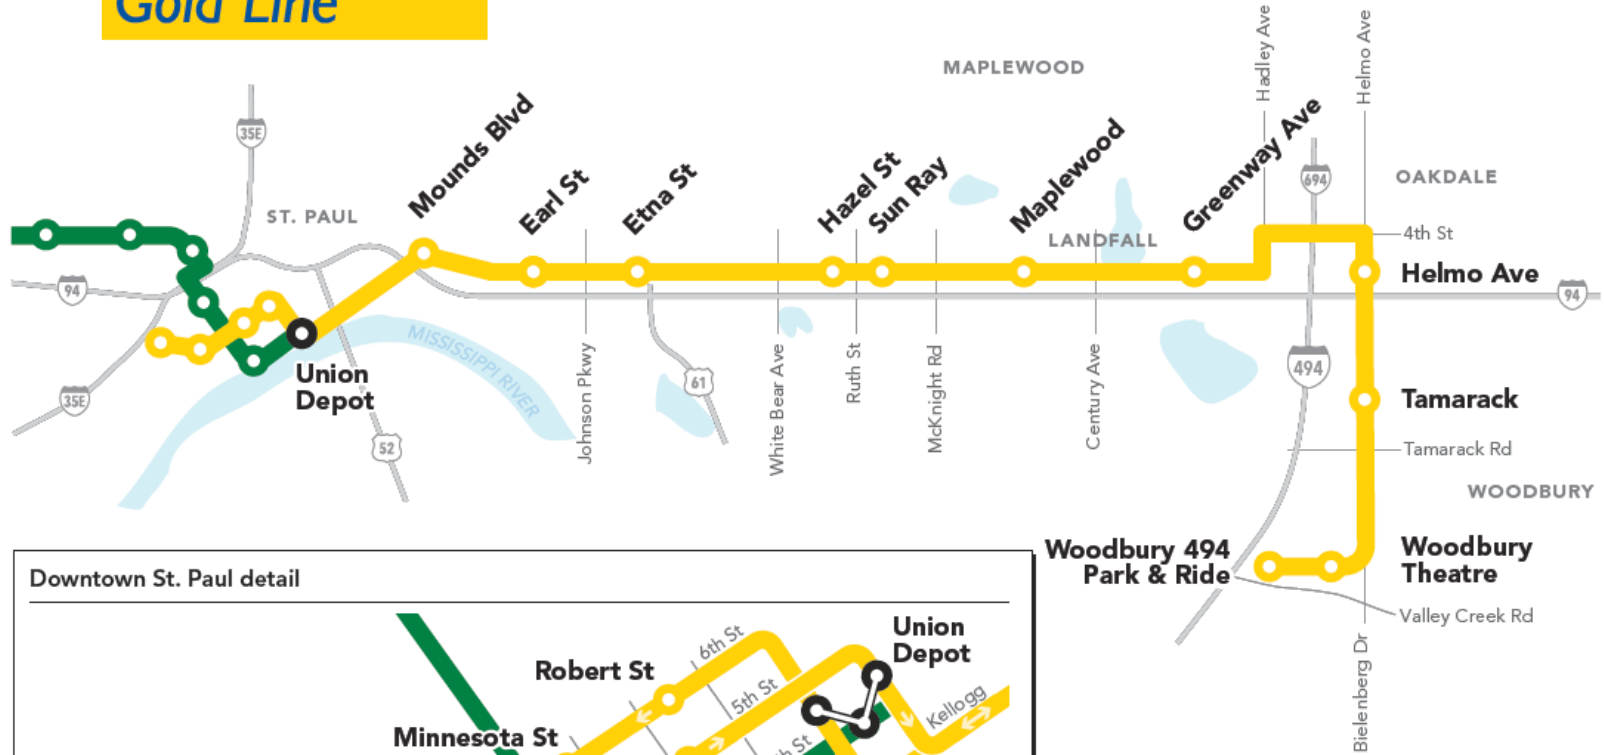 Gold Line
MAPLEWOOD
Hadley Ave
Helmo Ave
35E
Mounds Blvd
Earl St
Etna St
Hazel St
Sun Ray
Maplewood
Greenway Ave
694
OAKDALE
ST. PAUL
LANDFALL
4th St
Helmo Ave
94
94
MISSISSIPPI RIVER
Union
Depot
35E
52
Johnson Pkwy
61
White Bear Ave
Ruth St
McKnight Rd
Century Ave
494
Tamarack
Tamarack Rd
WOODBURY
Woodbury 494
Park & Ride
Woodbury
Theatre
Valley Creek Rd
Bielenberg Dr
Downtown St. Paul detail
Union
Depot
6th St
Robert St
5th St
Kellogg
Minnesota St